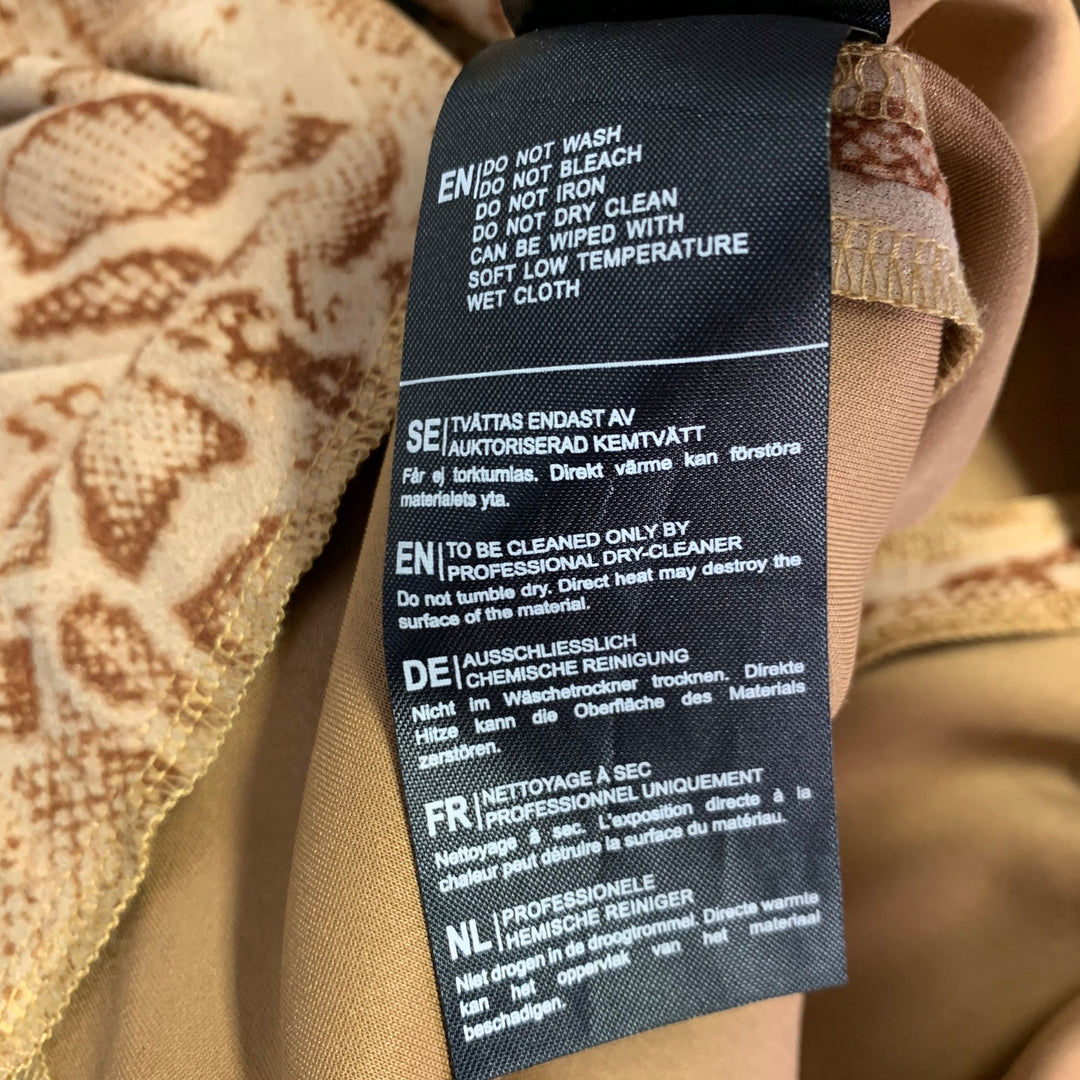 EN| DO NOT WASH
DO NOT BLEACH
DO NOT IRON
DO NOT DRY CLEAN
CAN BE WIPED WITH
SOFT LOW TEMPERATURE
WET CLOTH
SE| TVÄTTAS ENDAST AV
AUKTORISERAD KEMTVÄTT
Får ej torktumlas. Direkt värme kan förstöra
materialets yta.
EN| TO BE CLEANED ONLY BY
PROFESSIONAL DRY-CLEANER
Do not tumble dry. Direct heat may destroy the
surface of the material.
DE| AUSSCHLIESSLICH
CHEMISCHE REINIGUNG
Nicht im Wäschetrockner trocknen. Direkte
Hitze kann die Oberfläche des Materials
zarstören.
FR| NETTOYAGE À SEC
PROFESSIONNEL UNIQUEMENT
Nettoyage à sec. L'exposition directe à la
chaleur peut détruire la surface du matériau.
NL| PROFESSIONELE
HEMISCHE REINIGER
Niet drogen in de droogtrommel. Directe warmte
kan het oppervlak van het materiaal
beschadigen.